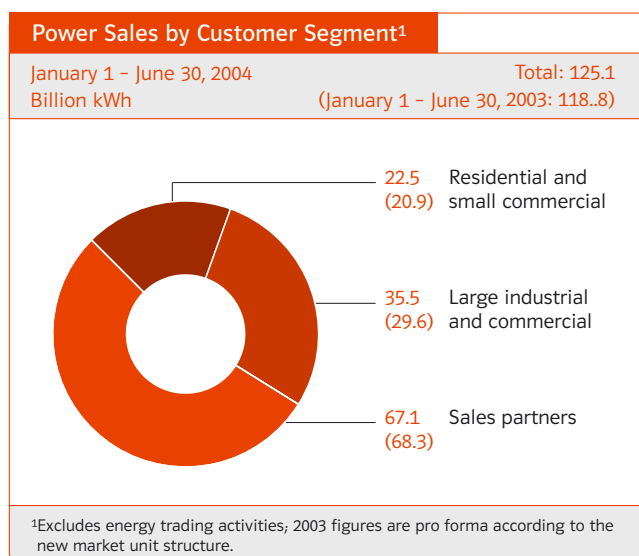 Power Sales by Customer Segment¹
January 1 – June 30, 2004
Total: 125.1
Billion kWh
(January 1 – June 30, 2003: 118..8)
22.5 Residential and
(20.9) small commercial
35.5 Large industrial
(29.6) and commercial
67.1 Sales partners
(68.3)
¹Excludes energy trading activities; 2003 figures are pro forma according to the
new market unit structure.